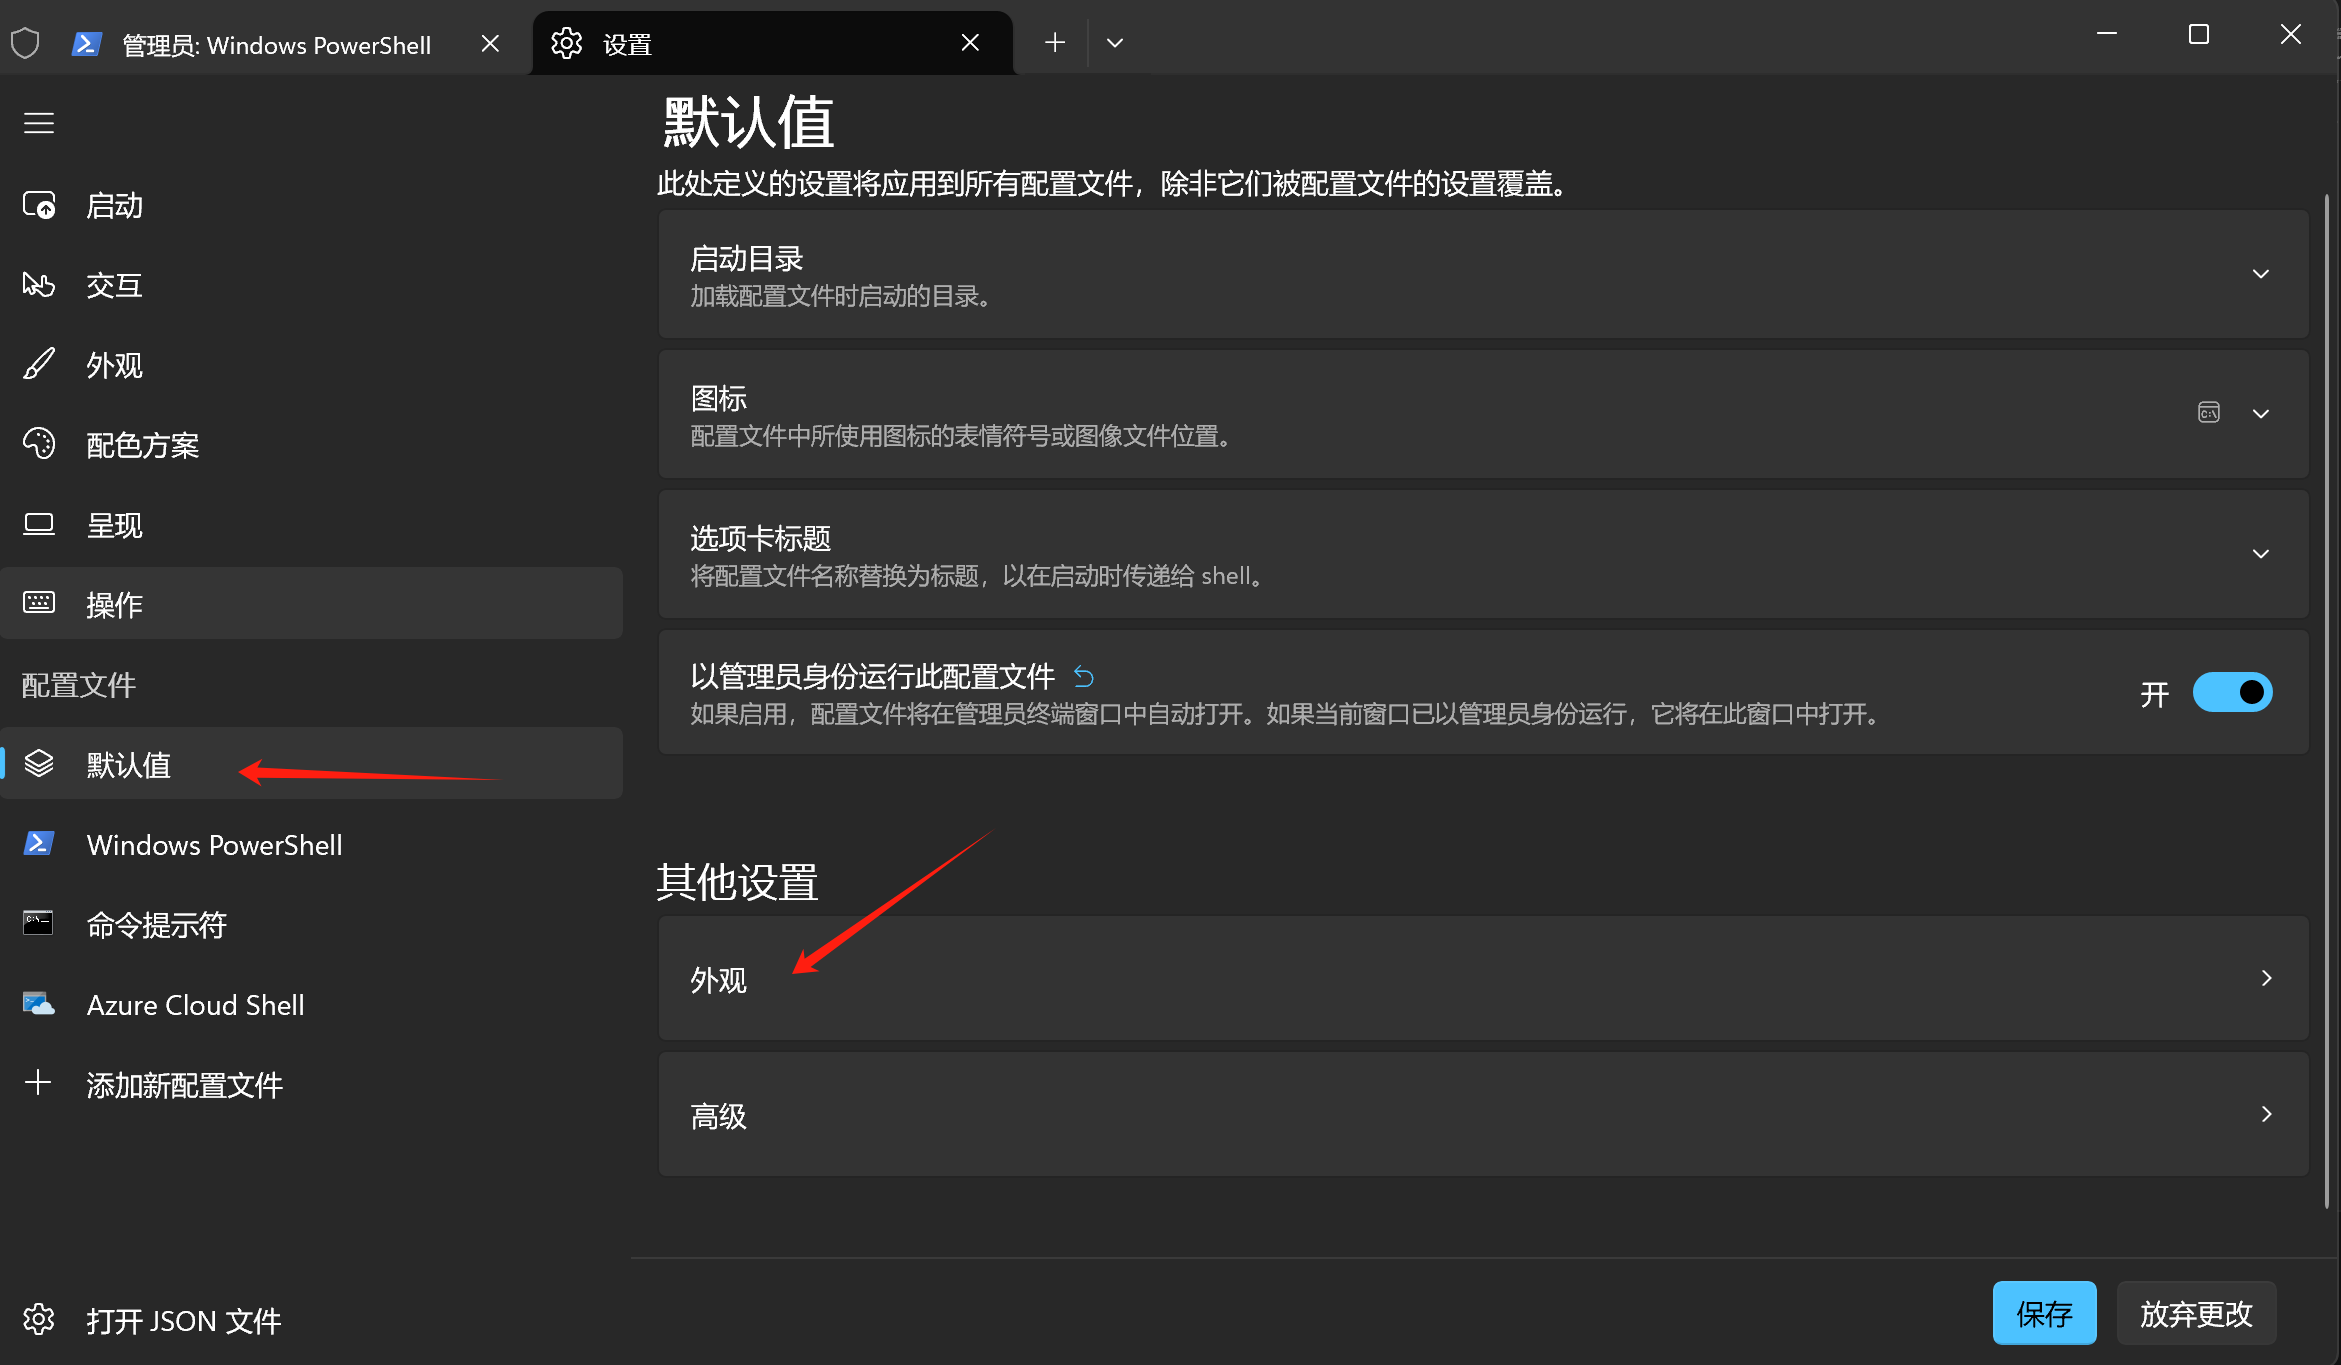 管理员: Windows PowerShell
设置
启动
交互
外观
配色方案
呈现
操作
配置文件
默认值
Windows PowerShell
命令提示符
Azure Cloud Shell
添加新配置文件
打开 JSON 文件
默认值
此处定义的设置将应用到所有配置文件，除非它们被配置文件的设置覆盖。
启动目录
加载配置文件时启动的目录。
图标
配置文件中所使用图标的表情符号或图像文件位置。
选项卡标题
将配置文件名称替换为标题，以在启动时传递给 shell。
以管理员身份运行此配置文件
如果启用，配置文件将在管理员终端窗口中自动打开。如果当前窗口已以管理员身份运行，它将在此窗口中打开。
开
其他设置
外观
高级
保存
放弃更改